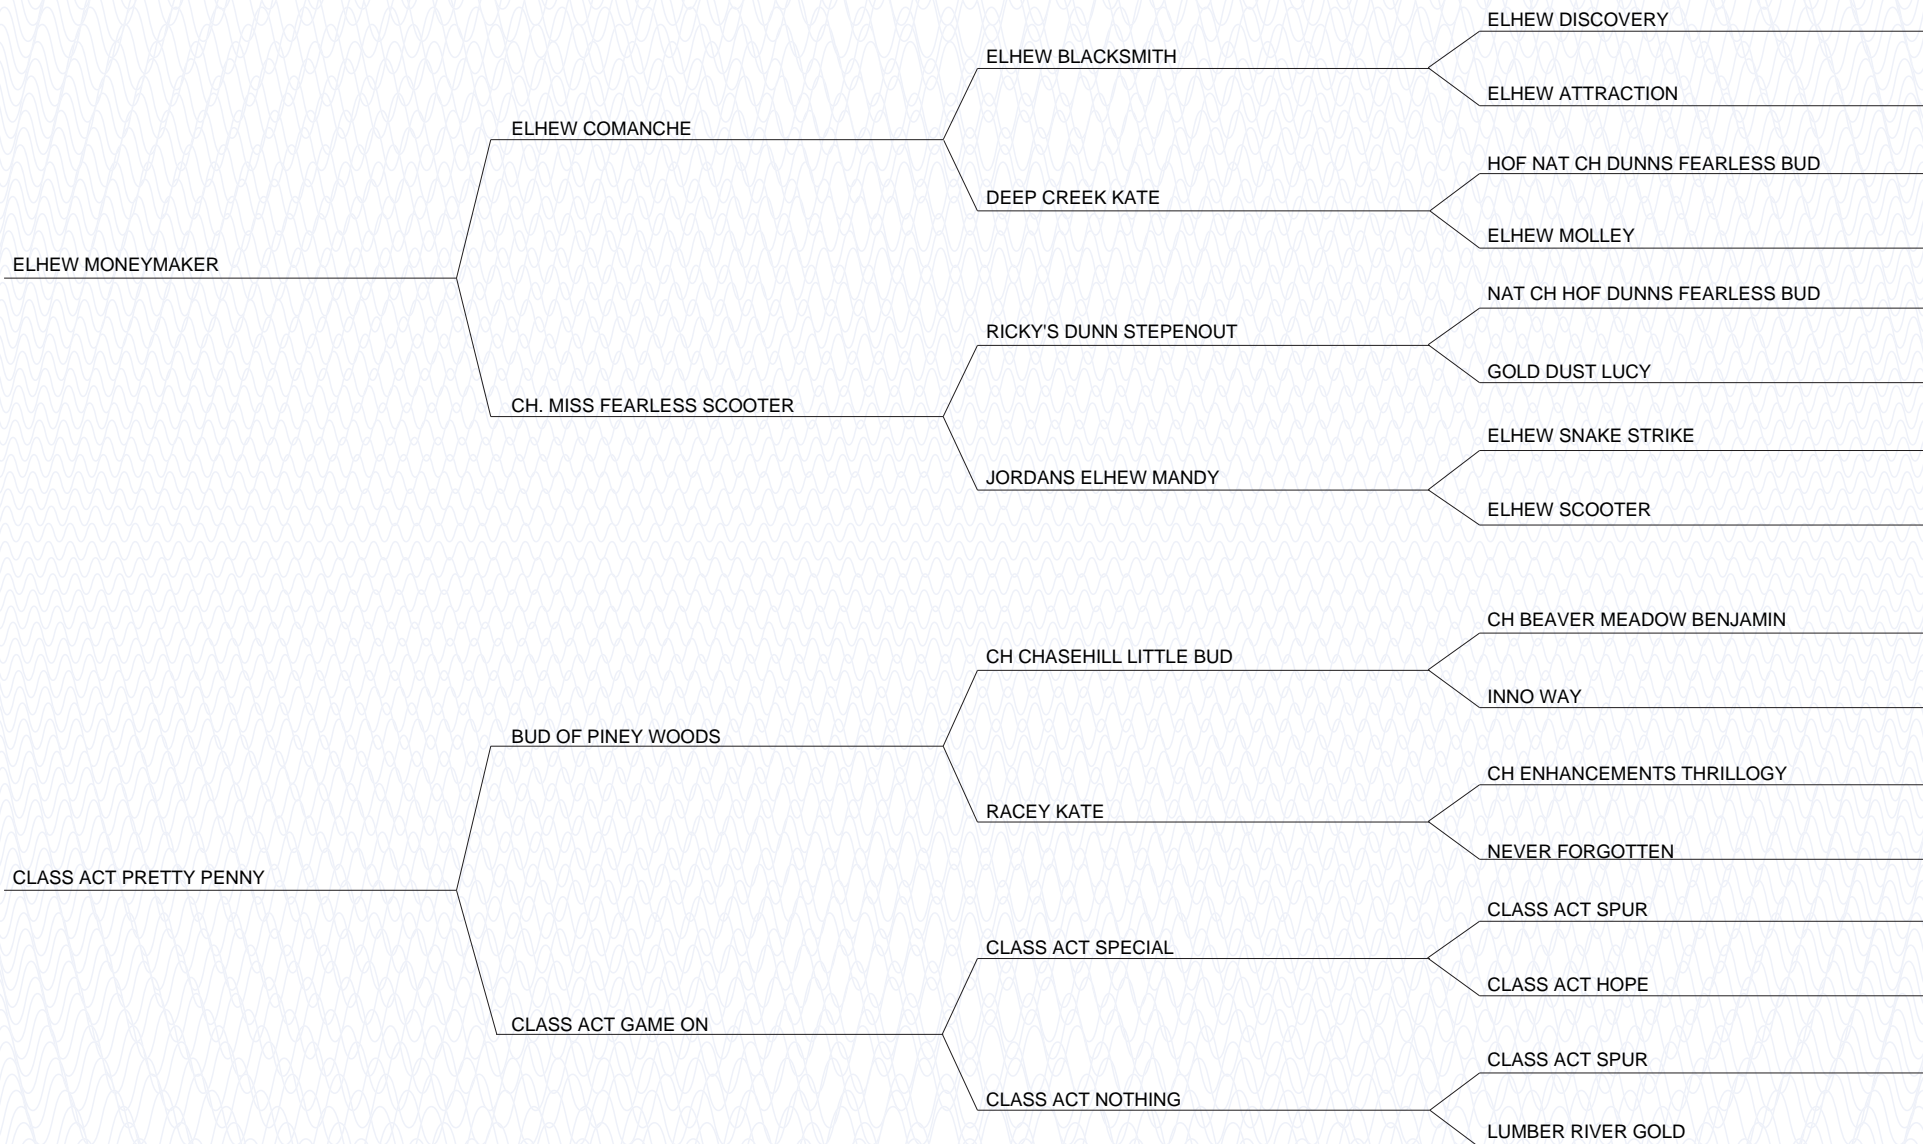 ELHEW DISCOVERY
ELHEW BLACKSMITH
ELHEW ATTRACTION
ELHEW COMANCHE
HOF NAT CH DUNNS FEARLESS BUD
DEEP CREEK KATE
ELHEW MOLLEY
ELHEW MONEYMAKER
NAT CH HOF DUNNS FEARLESS BUD
RICKY'S DUNN STEPENOUT
GOLD DUST LUCY
CH. MISS FEARLESS SCOOTER
ELHEW SNAKE STRIKE
JORDANS ELHEW MANDY
ELHEW SCOOTER
CH BEAVER MEADOW BENJAMIN
CH CHASEHILL LITTLE BUD
INNO WAY
BUD OF PINEY WOODS
CH ENHANCEMENTS THRILLOGY
RACEY KATE
NEVER FORGOTTEN
CLASS ACT PRETTY PENNY
CLASS ACT SPUR
CLASS ACT SPECIAL
CLASS ACT HOPE
CLASS ACT GAME ON
CLASS ACT SPUR
CLASS ACT NOTHING
LUMBER RIVER GOLD